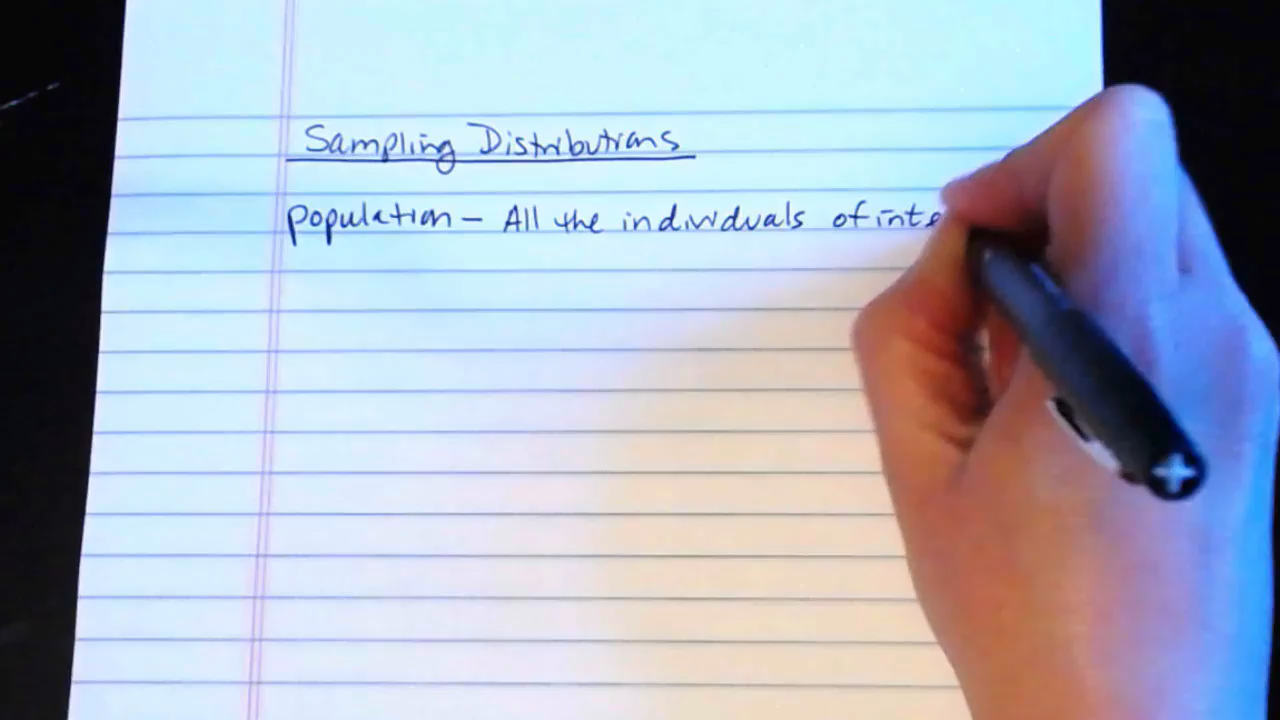 Sampling Distributions
population - All the individuals of inte